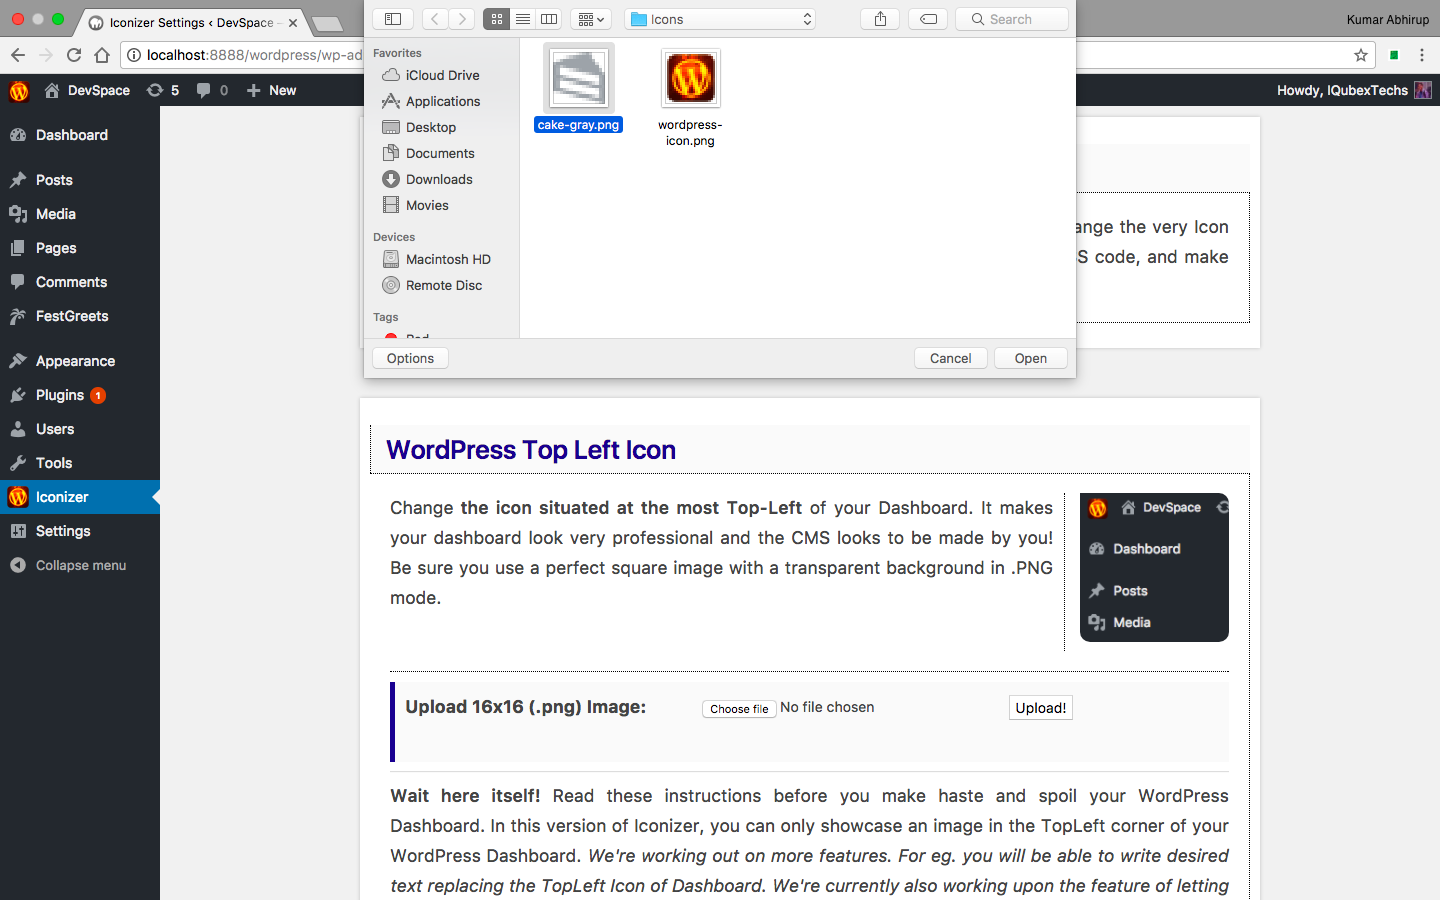 Iconizer Settings ‹ DevSpace –
Kumar Abhirup
localhost:8888/wordpress/wp-ad
Icons
Search
DevSpace
5
0
New
Howdy, IQubexTechs
Dashboard
Posts
Media
Pages
Comments
FestGreets
Appearance
Plugins 1
Users
Tools
Iconizer
Settings
Collapse menu
Favorites
iCloud Drive
Applications
Desktop
Documents
Downloads
Movies
Devices
Macintosh HD
Remote Disc
Tags
Red
cake-gray.png
wordpress-
icon.png
Options
Cancel
Open
ange the very Icon
S code, and make
WordPress Top Left Icon
Change the icon situated at the most Top-Left of your Dashboard. It makes
your dashboard look very professional and the CMS looks to be made by you!
Be sure you use a perfect square image with a transparent background in .PNG
mode.
DevSpace
Dashboard
Posts
Media
Upload 16x16 (.png) Image:
Choose file No file chosen
Upload!
Wait here itself! Read these instructions before you make haste and spoil your WordPress
Dashboard. In this version of Iconizer, you can only showcase an image in the TopLeft corner of your
WordPress Dashboard. We're working out on more features. For eg. you will be able to write desired
text replacing the TopLeft Icon of Dashboard. We're currently also working upon the feature of letting